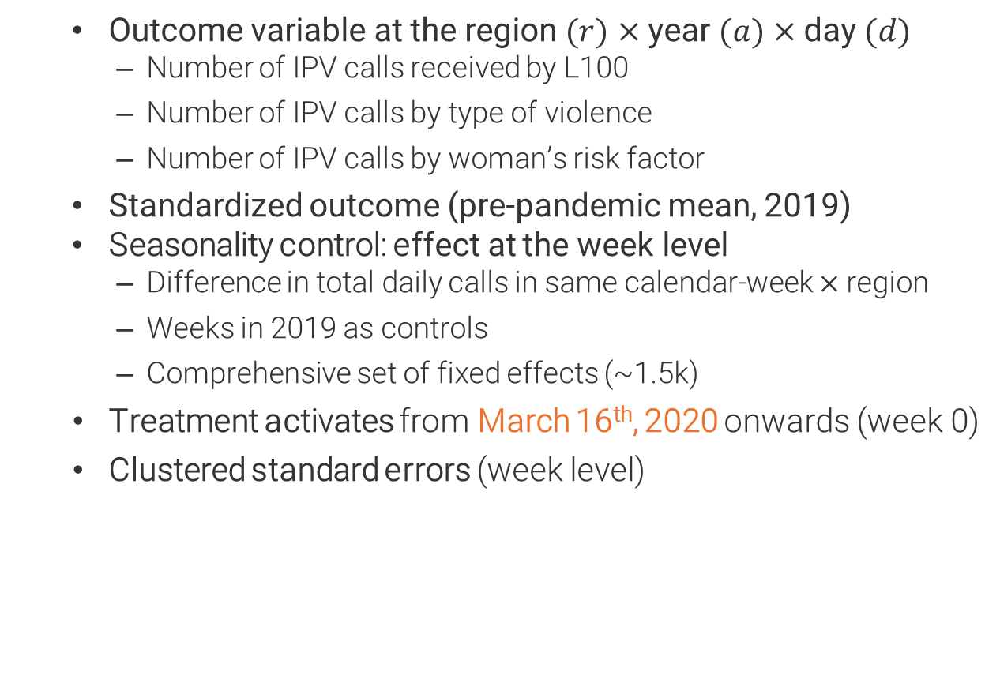 • Outcome variable at the region (r) × year (a) × day (d)
– Number of IPV calls received by L100
– Number of IPV calls by type of violence
– Number of IPV calls by woman’s risk factor
• Standardized outcome (pre-pandemic mean, 2019)
• Seasonality control: effect at the week level
– Difference in total daily calls in same calendar-week × region
– Weeks in 2019 as controls
– Comprehensive set of fixed effects (~1.5k)
• Treatment activates from March 16th, 2020 onwards (week 0)
• Clustered standard errors (week level)